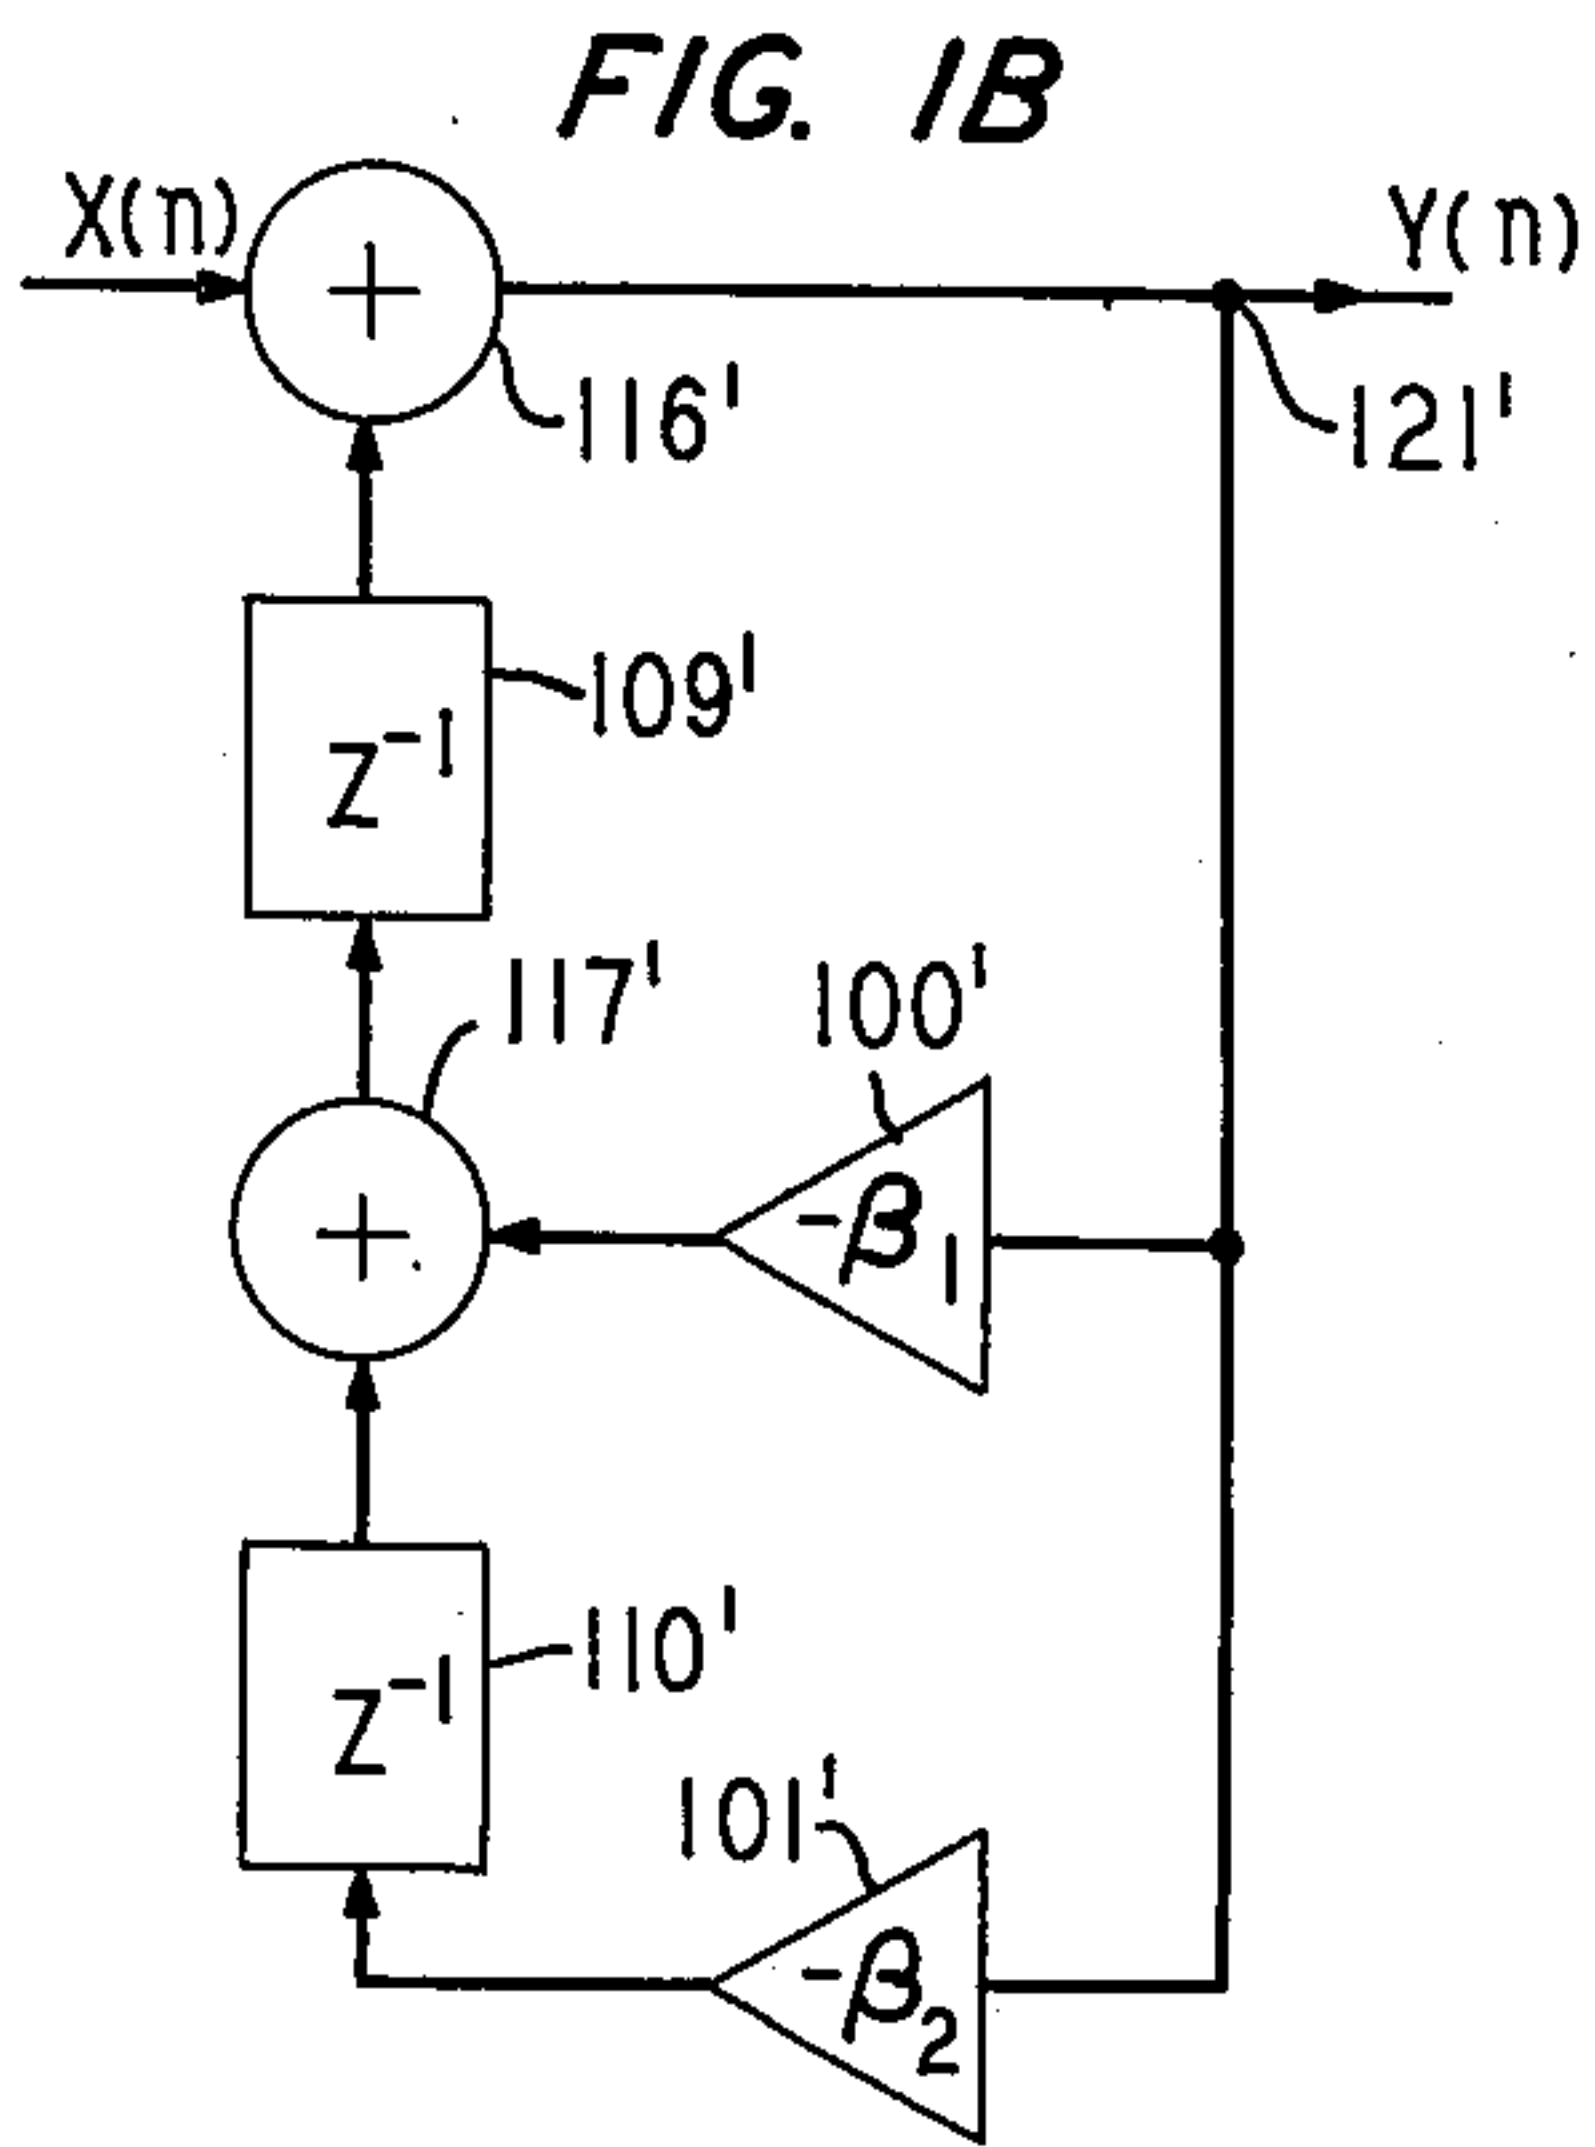 FIG. 1B
X(n)
Y(n)
+
116'
121'
109'
Z⁻¹
117'
100'
+
-β₁
110'
Z⁻¹
101'
-β₂